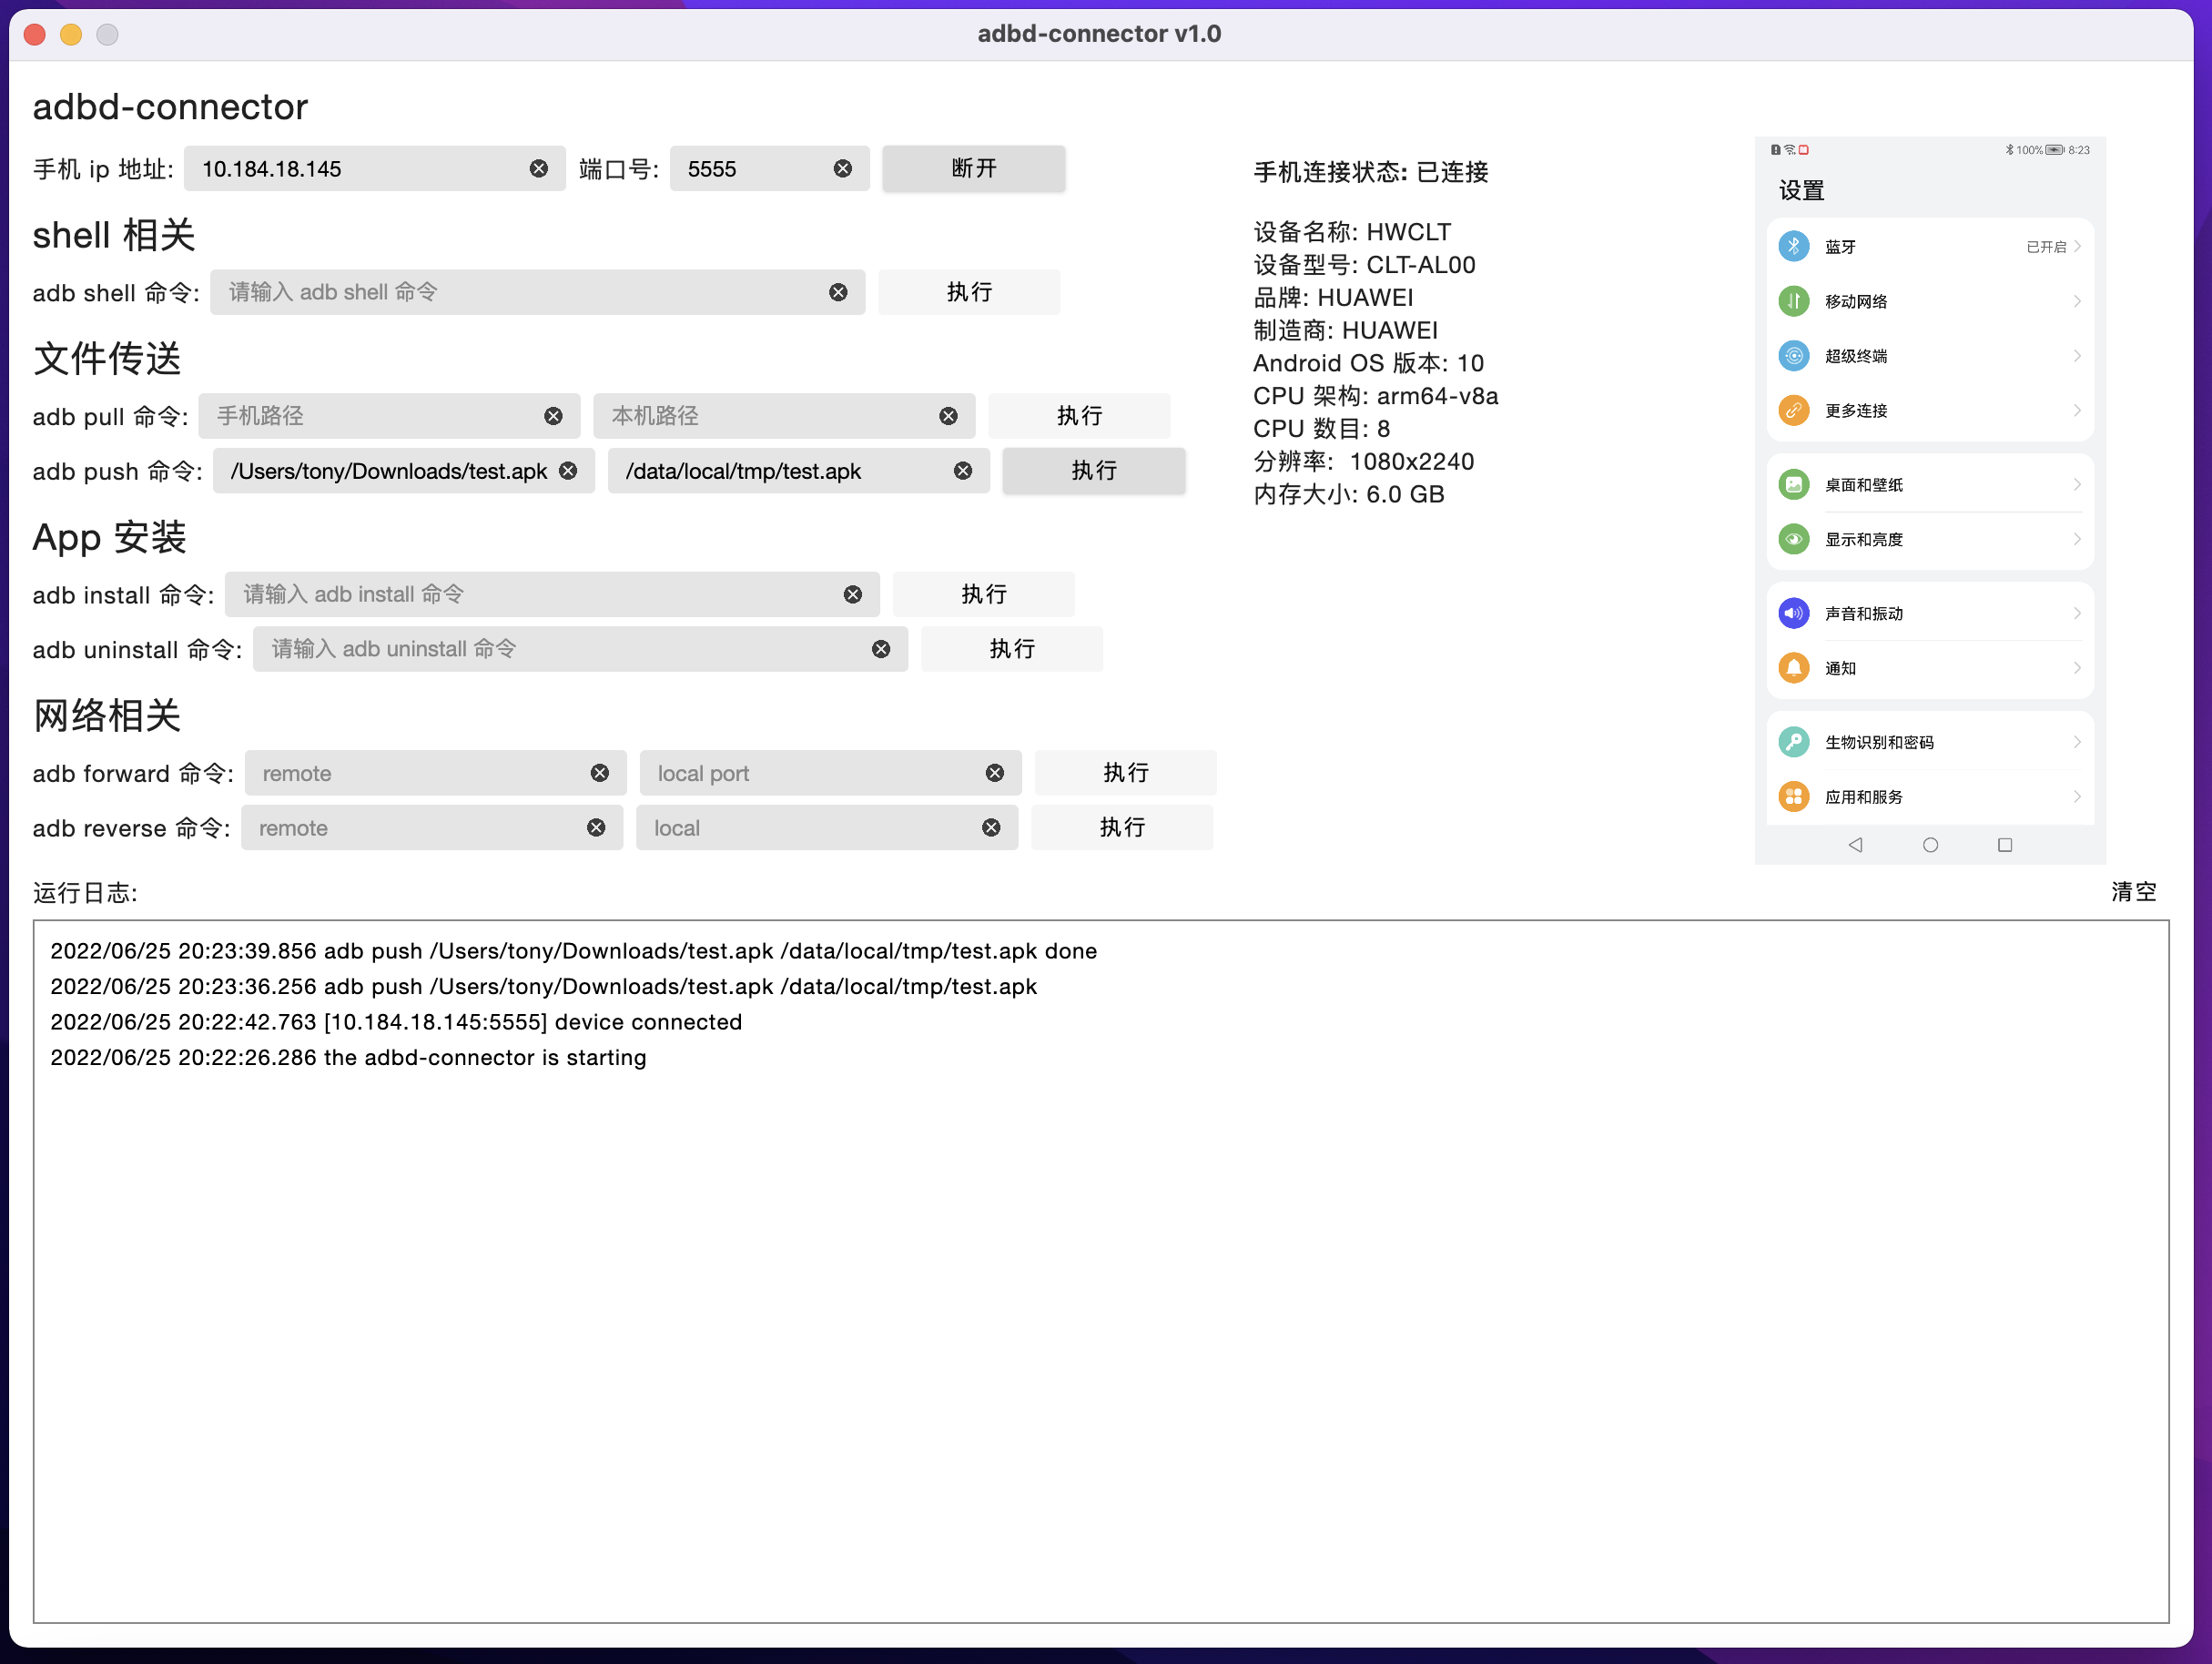 adbd-connector v1.0
adbd-connector
手机 ip 地址: 10.184.18.145 端口号: 5555 断开
shell 相关
adb shell 命令: 请输入 adb shell 命令 执行
文件传送
adb pull 命令: 手机路径 本机路径 执行
adb push 命令: /Users/tony/Downloads/test.apk /data/local/tmp/test.apk 执行
App 安装
adb install 命令: 请输入 adb install 命令 执行
adb uninstall 命令: 请输入 adb uninstall 命令 执行
网络相关
adb forward 命令: remote local port 执行
adb reverse 命令: remote local 执行
手机连接状态: 已连接
设备名称: HWCLT
设备型号: CLT-AL00
品牌: HUAWEI
制造商: HUAWEI
Android OS 版本: 10
CPU 架构: arm64-v8a
CPU 数目: 8
分辨率: 1080x2240
内存大小: 6.0 GB
100% 8:23
设置
蓝牙 已开启
移动网络
超级终端
更多连接
桌面和壁纸
显示和亮度
声音和振动
通知
生物识别和密码
应用和服务
运行日志: 清空
2022/06/25 20:23:39.856 adb push /Users/tony/Downloads/test.apk /data/local/tmp/test.apk done
2022/06/25 20:23:36.256 adb push /Users/tony/Downloads/test.apk /data/local/tmp/test.apk
2022/06/25 20:22:42.763 [10.184.18.145:5555] device connected
2022/06/25 20:22:26.286 the adbd-connector is starting